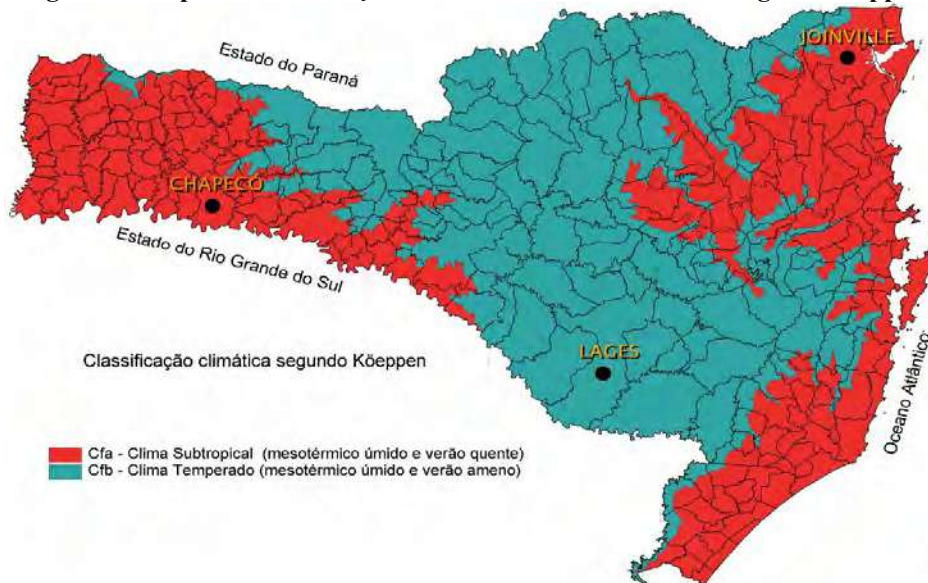 Estado do Paraná
JOINVILLE
CHAPECÓ
Estado do Rio Grande do Sul
Classificação climática segundo Köeppen
LAGES
Oceano Atlântico
Cfa - Clima Subtropical (mesotérmico úmido e verão quente)
Cfb - Clima Temperado (mesotérmico úmido e verão ameno)